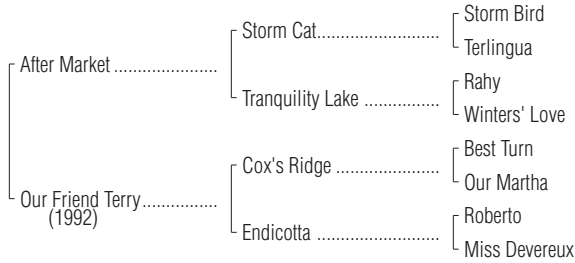 Storm Bird
Storm Cat....................................
Terlingua
After Market ......................
Rahy
Tranquility Lake ......................
Winters' Love
Best Turn
Cox's Ridge ..............................
Our Martha
Our Friend Terry................
(1992)
Roberto
Endicotta ...................................
Miss Devereux